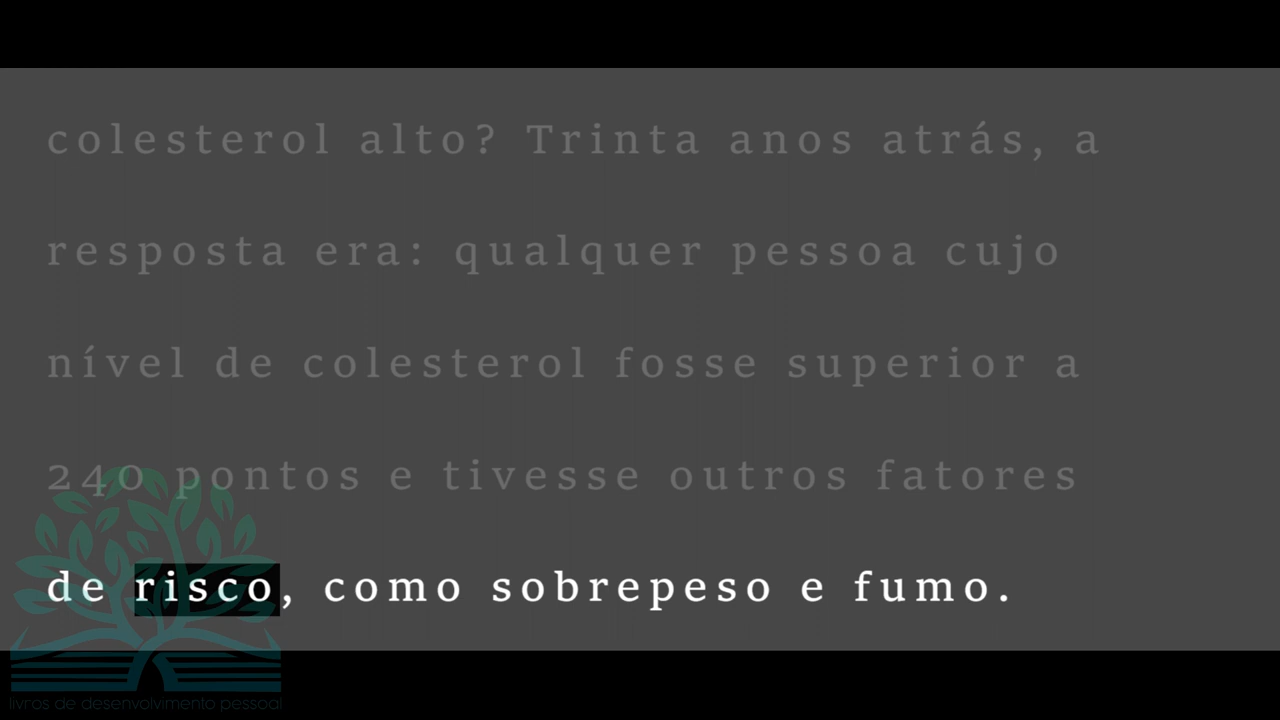 colesterol alto? Trinta anos atrás, a
resposta era: qualquer pessoa cujo
nível de colesterol fosse superior a
240 pontos e tivesse outros fatores
de risco, como sobrepeso e fumo.
livros de desenvolvimento pessoal